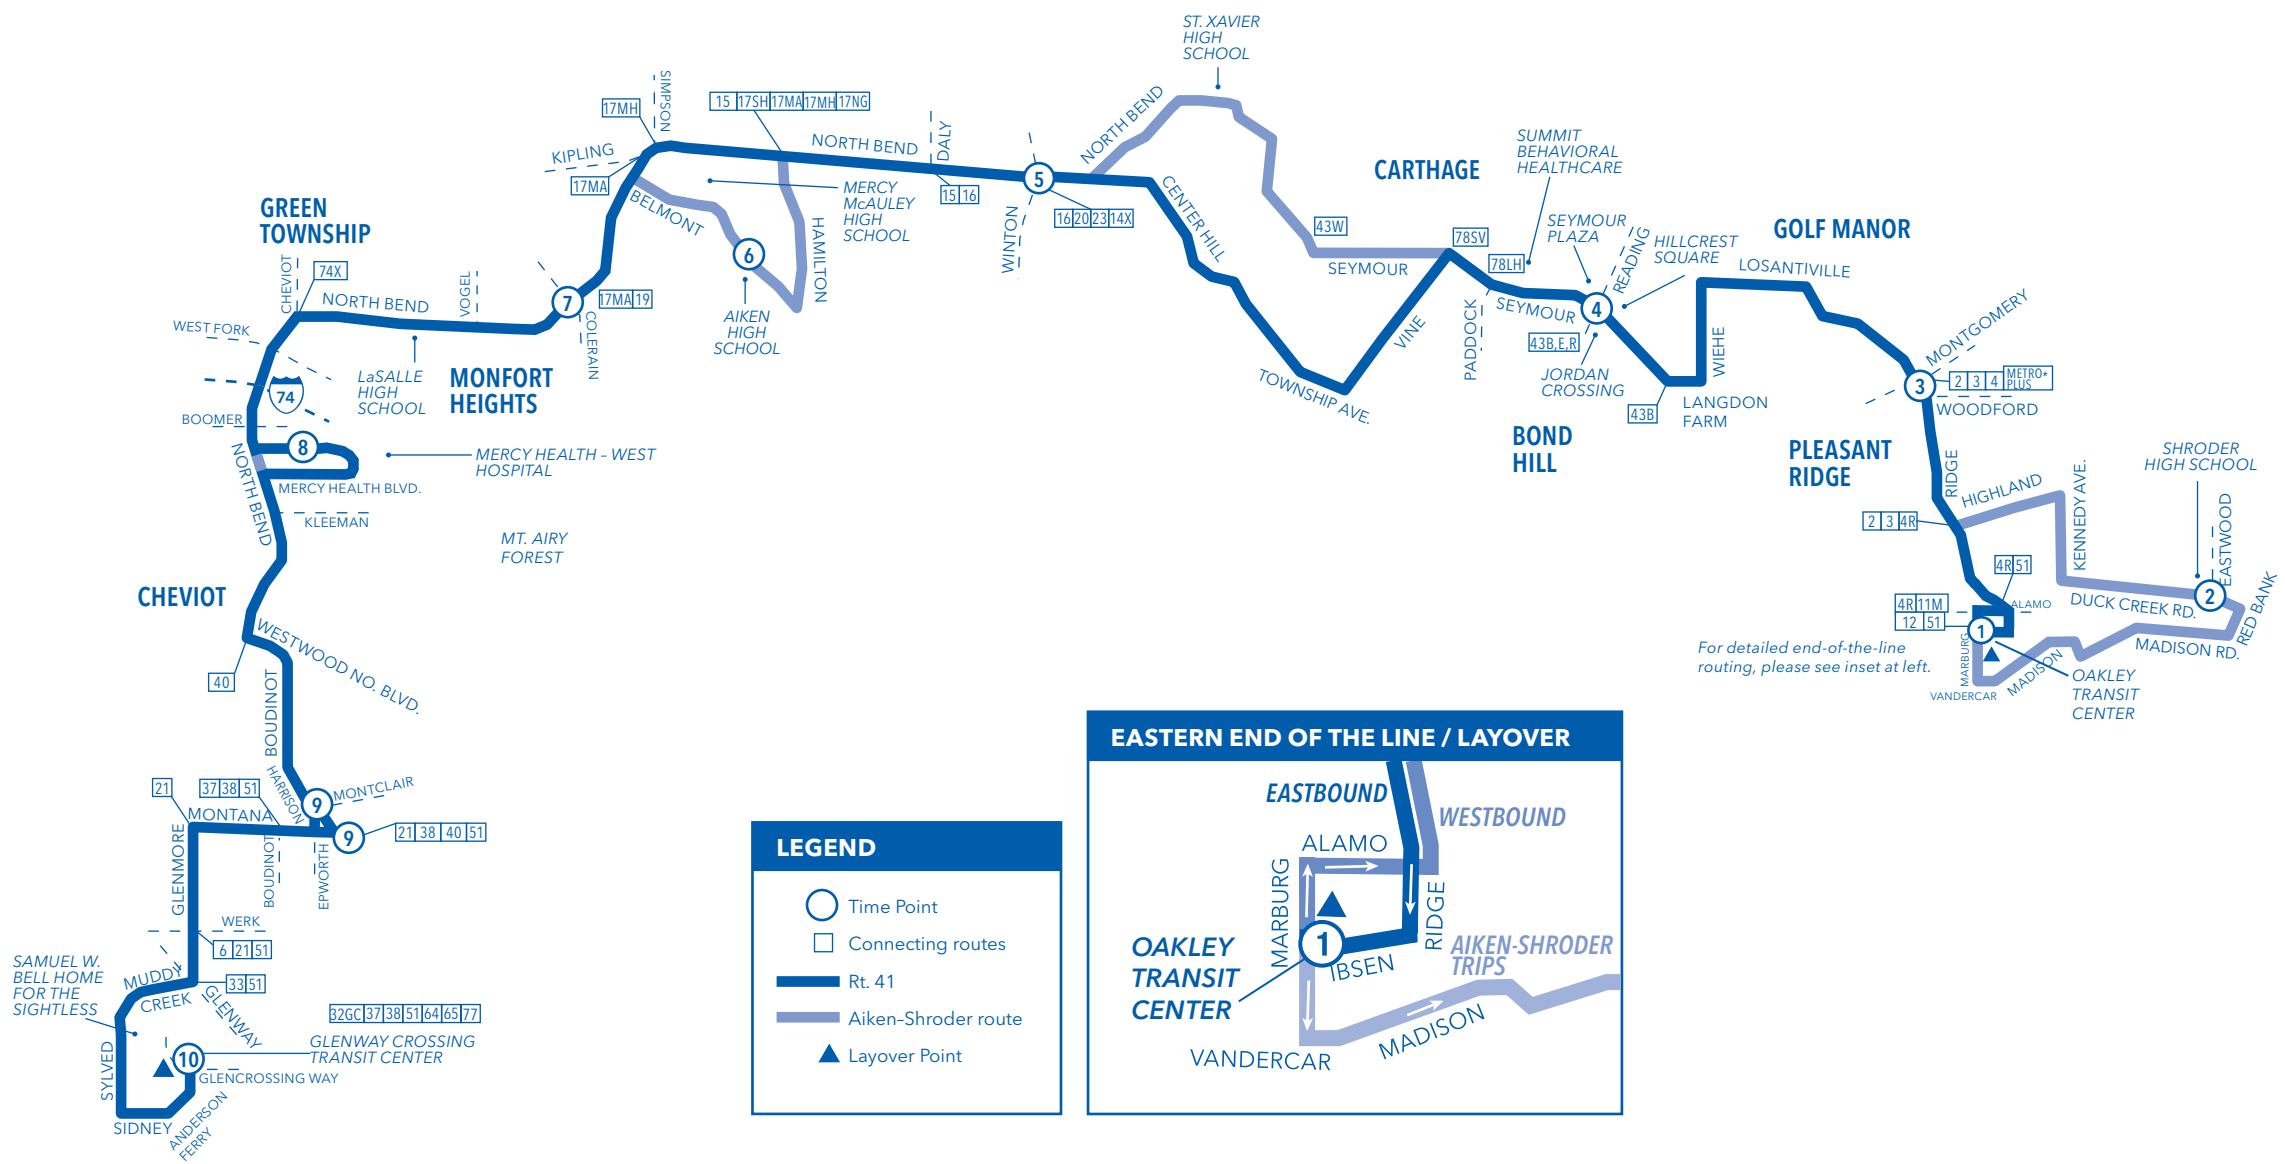 ST. XAVIER
HIGH
SCHOOL
SIMPSON
17MH
15 17SH 17MA 17MH 17NG
NORTH BEND
DALY
NORTH BEND
KIPLING
17MA
BELMONT
MERCY
McAULEY
HIGH
SCHOOL
HAMILTON
15 16
5
16 20 23 14X
WINTON
CENTER HILL
43W
SEYMOUR
CARTHAGE
SUMMIT
BEHAVIORAL
HEALTHCARE
78SV
78LH
SEYMOUR
PLAZA
READING
HILLCREST
SQUARE
GOLF MANOR
LOSANTIVILLE
GREEN
TOWNSHIP
CHEVIOT
74X
NORTH BEND
VOGEL
7
17MA 19
COLERAIN
6
AIKEN
HIGH
SCHOOL
WEST FORK
74
LaSALLE
HIGH
SCHOOL
MONFORT
HEIGHTS
BOOMER
8
MERCY HEALTH – WEST
HOSPITAL
MERCY HEALTH BLVD.
NORTH BEND
KLEEMAN
MT. AIRY
FOREST
TOWNSHIP AVE.
VINE
PADDOCK
SEYMOUR
4
43B,E,R
JORDAN
CROSSING
43B
WIEHE
LANGDON
FARM
BOND
HILL
MONTGOMERY
3
2 3 4 METRO*
PLUS
WOODFORD
PLEASANT
RIDGE
RIDGE
HIGHLAND
KENNEDY AVE.
SHRODER
HIGH SCHOOL
EASTWOOD
2 3 4R
4R 51
2
DUCK CREEK RD.
RED BANK
4R 11M
12 51
ALAMO
1
MARBURG
MADISON
MADISON RD.
VANDERCAR
For detailed end-of-the-line
routing, please see inset at left.
OAKLEY
TRANSIT
CENTER
CHEVIOT
WESTWOOD NO. BLVD.
40
BOUDINOT
HARRISON
9
MONTCLAIR
21
37 38 51
MONTANA
9
21 38 40 51
GLENMORE
BOUDINOT
EPWORTH
WERK
6 21 51
SAMUEL W.
BELL HOME
FOR THE
SIGHTLESS
MUDDY
CREEK
33 51
GLENWAY
32GC 37 38 51 64 65 77
GLENWAY CROSSING
TRANSIT CENTER
SYLVED
10
GLENCROSSING WAY
SIDNEY
ANDERSON
FERRY
LEGEND
Time Point
Connecting routes
Rt. 41
Aiken–Shroder route
Layover Point
EASTERN END OF THE LINE / LAYOVER
EASTBOUND
WESTBOUND
ALAMO
MARBURG
RIDGE
1
OAKLEY
TRANSIT
CENTER
IBSEN
AIKEN-SHRODER
TRIPS
MADISON
VANDERCAR